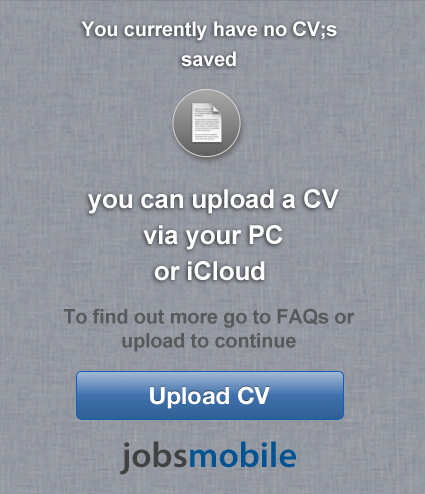 You currently have no CV;s
saved
you can upload a CV
via your PC
or iCloud
To find out more go to FAQs or
upload to continue
Upload CV
jobsmobile